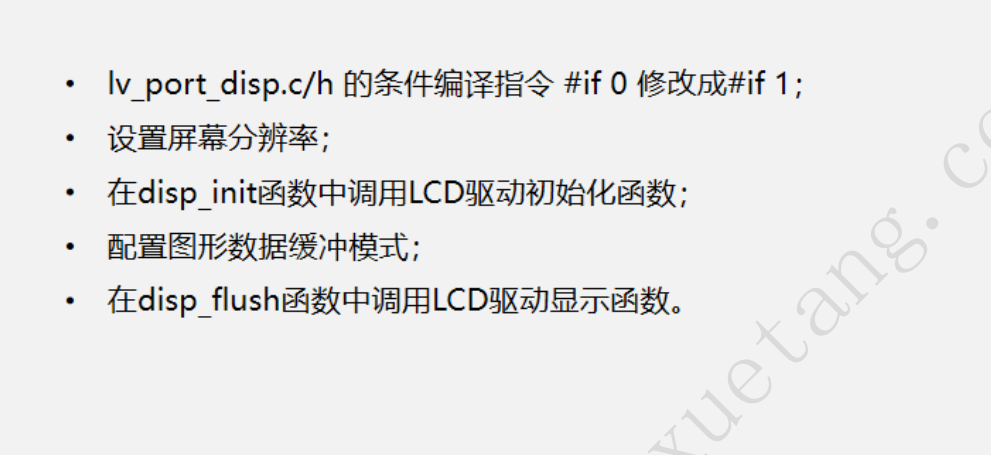 • lv_port_disp.c/h 的条件编译指令 #if 0 修改成#if 1；
• 设置屏幕分辨率；
• 在disp_init函数中调用LCD驱动初始化函数；
• 配置图形数据缓冲模式；
• 在disp_flush函数中调用LCD驱动显示函数。
xuetang.co